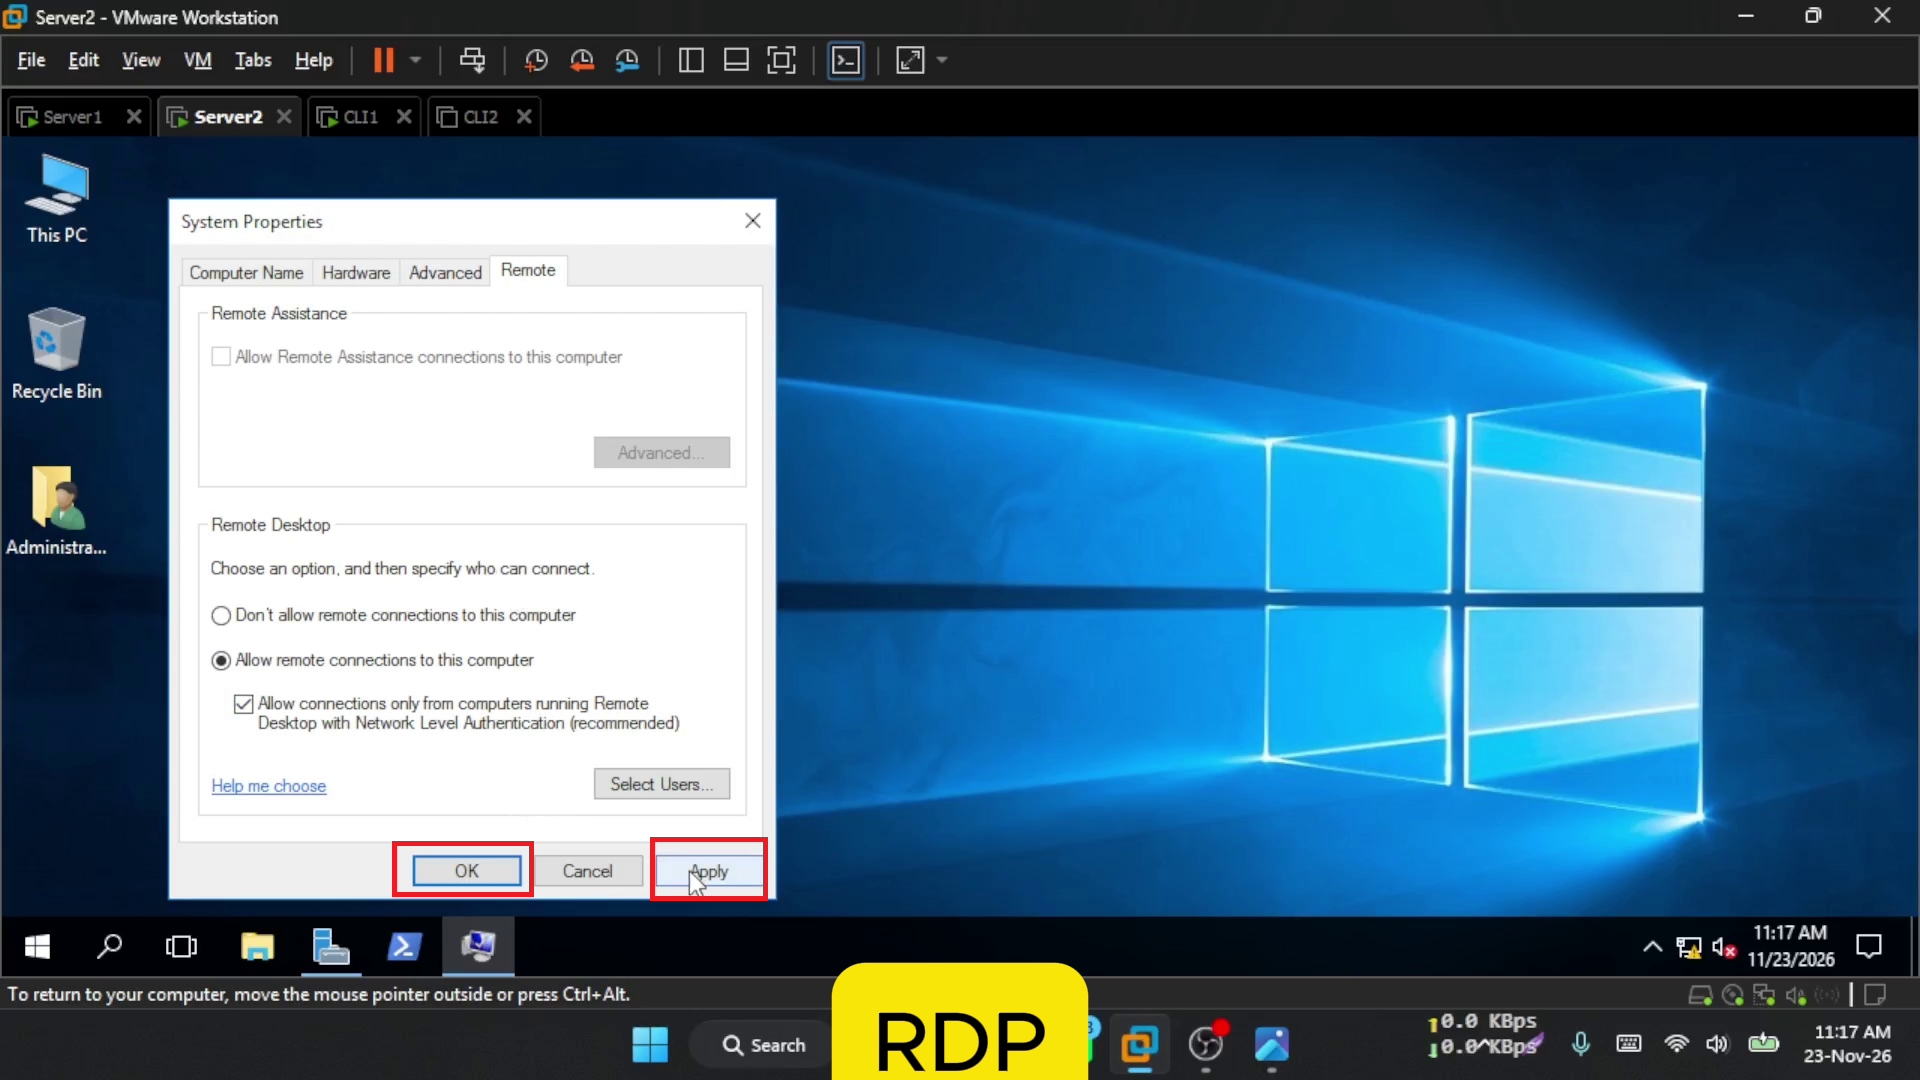 Server2 - VMware Workstation
File Edit View VM Tabs Help
Server1 Server2 CLI1 CLI2
This PC
Recycle Bin
Administra...
System Properties
Computer Name Hardware Advanced Remote
Remote Assistance
Allow Remote Assistance connections to this computer
Advanced...
Remote Desktop
Choose an option, and then specify who can connect.
Don't allow remote connections to this computer
Allow remote connections to this computer
Allow connections only from computers running Remote
Desktop with Network Level Authentication (recommended)
Help me choose
Select Users...
OK Cancel Apply
11:17 AM
11/23/2026
To return to your computer, move the mouse pointer outside or press Ctrl+Alt.
Search
RDP
0.0 KBps
0.0 KBps
11:17 AM
23-Nov-26